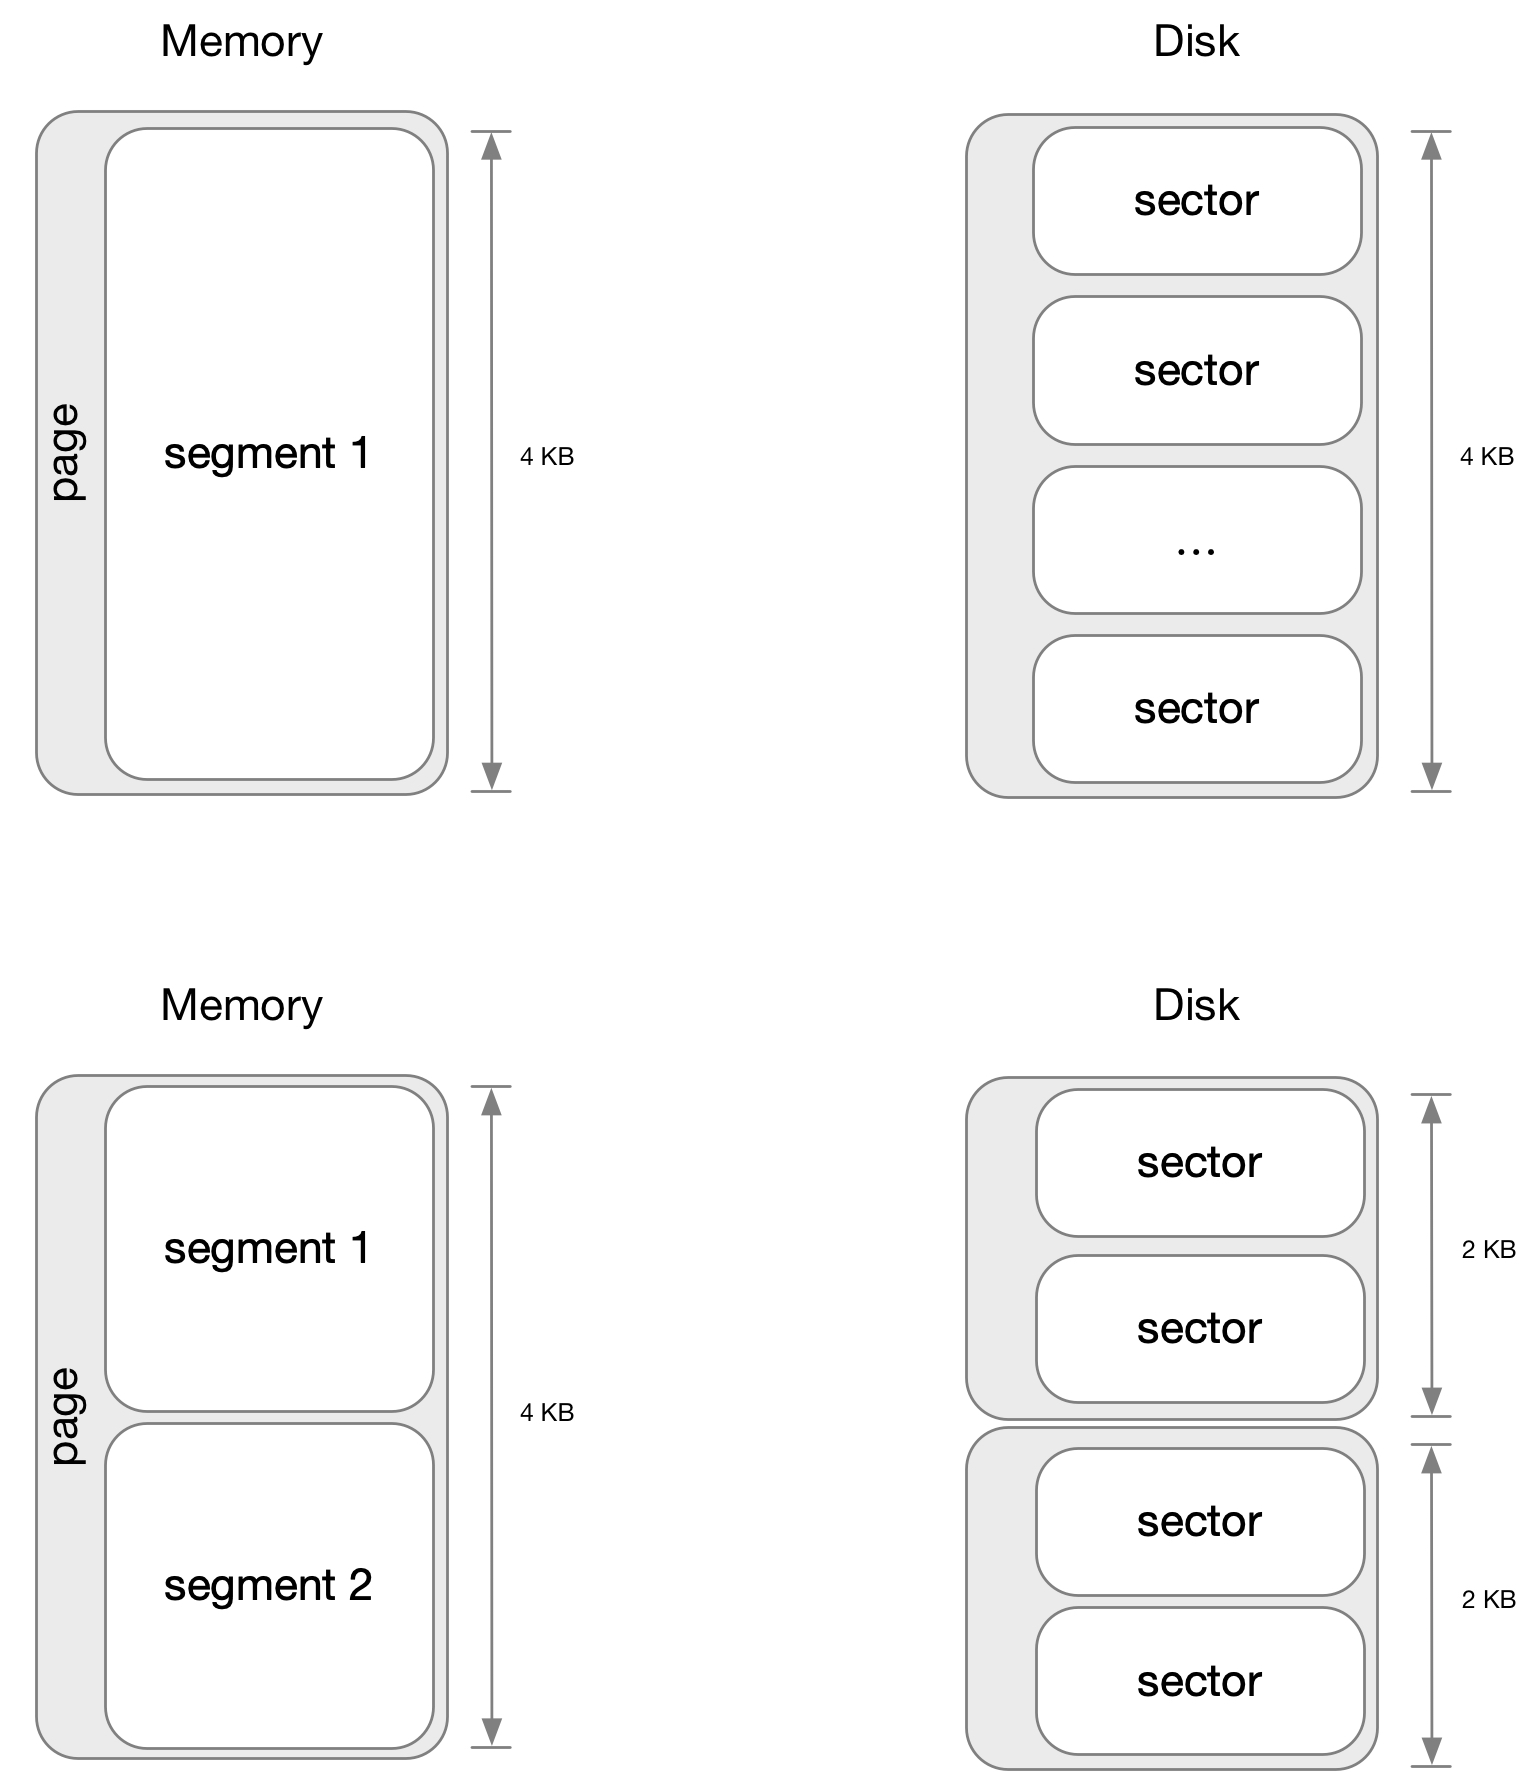 Memory
Disk
page
segment 1
4 KB
sector
sector
...
sector
4 KB
Memory
Disk
page
segment 1
segment 2
4 KB
sector
sector
2 KB
sector
sector
2 KB